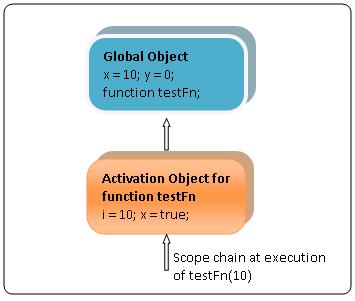 Global Object
x = 10; y = 0;
function testFn;
Activation Object for
function testFn
i = 10; x = true;
Scope chain at execution
of testFn(10)